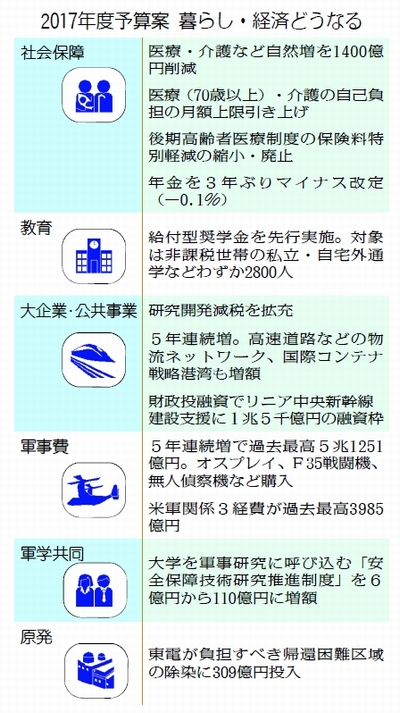 2017年度予算案 暮らし・経済どうなる
社会保障
医療・介護など自然増を1400億
円削減
医療（70歳以上）・介護の自己負
担の月額上限引き上げ
後期高齢者医療制度の保険料特
別軽減の縮小・廃止
年金を３年ぶりマイナス改定
（−0.1％）
教育
給付型奨学金を先行実施。対象
は非課税世帯の私立・自宅外通
学などわずか2800人
大企業・公共事業
研究開発減税を拡充
５年連続増。高速道路などの物
流ネットワーク、国際コンテナ
戦略港湾も増額
財政投融資でリニア中央新幹線
建設支援に１兆５千億円の融資枠
軍事費
５年連続増で過去最高５兆1251
億円。オスプレイ、Ｆ35戦闘機、
無人偵察機など購入
米軍関係３経費が過去最高3985
億円
軍学共同
大学を軍事研究に呼び込む「安
全保障技術研究推進制度」を６
億円から110億円に増額
原発
東電が負担すべき帰還困難区域
の除染に309億円投入